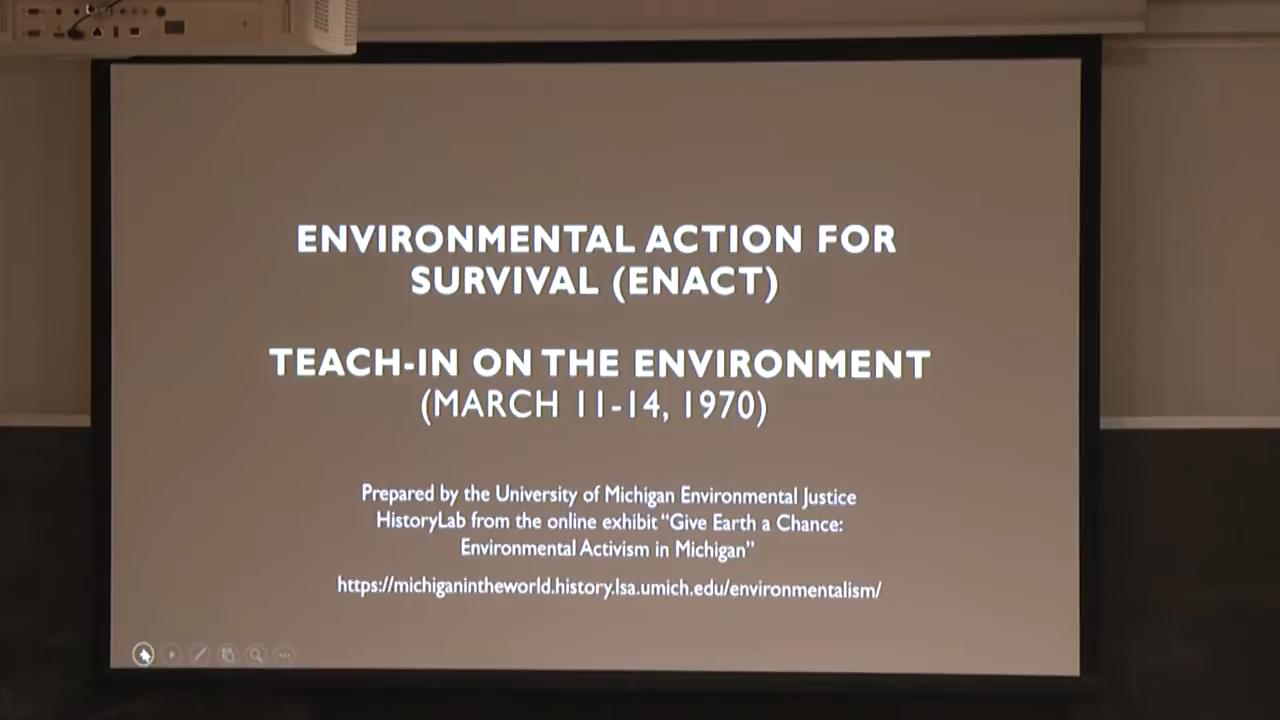 ENVIRONMENTAL ACTION FOR
SURVIVAL (ENACT)
TEACH-IN ON THE ENVIRONMENT
(MARCH 11-14, 1970)
Prepared by the University of Michigan Environmental Justice
HistoryLab from the online exhibit “Give Earth a Chance:
Environmental Activism in Michigan”
https://michiganintheworld.history.lsa.umich.edu/environmentalism/